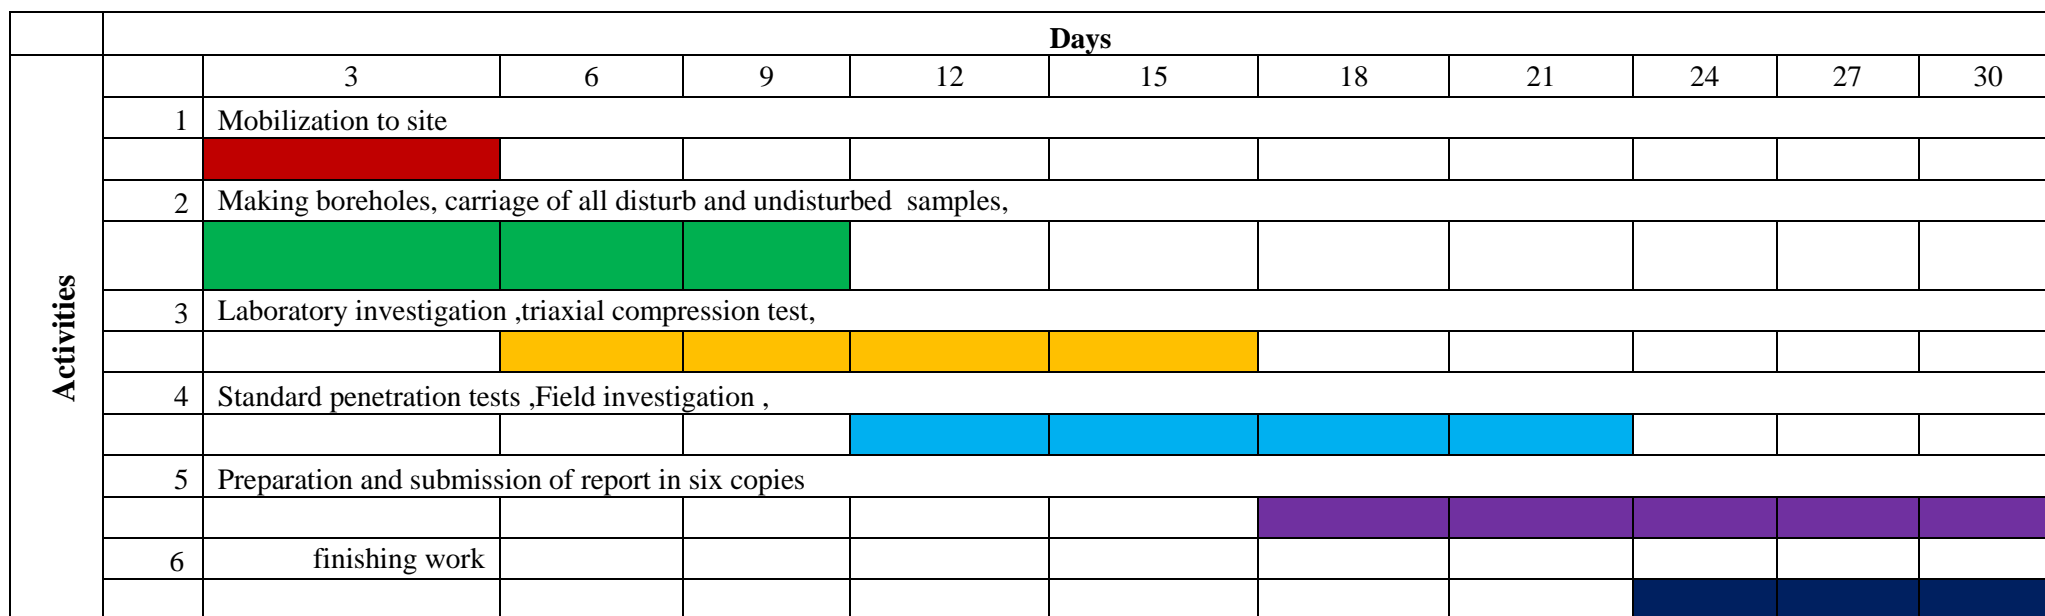 Days
3 6 9 12 15 18 21 24 27 30
Activities
1 Mobilization to site
2 Making boreholes, carriage of all disturb and undisturbed  samples,
3 Laboratory investigation ,triaxial compression test,
4 Standard penetration tests ,Field investigation ,
5 Preparation and submission of report in six copies
6 finishing work